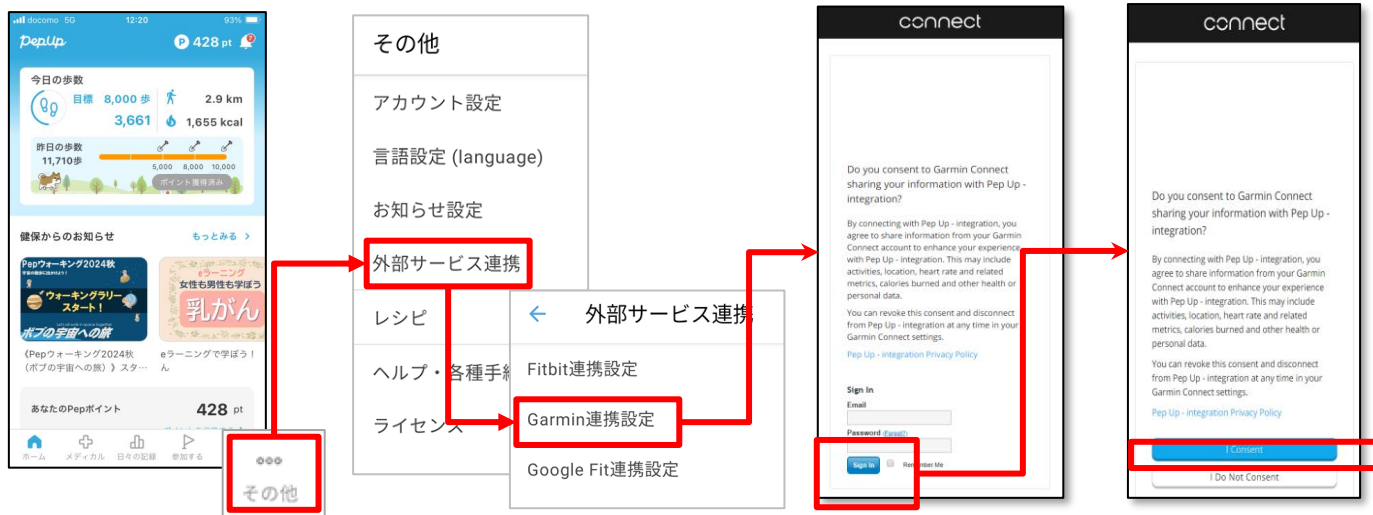 docomo 5G 12:20 93%
PepUp
P 428 pt
今日の歩数
目標 8,000 歩
2.9 km
3,661
1,655 kcal
昨日の歩数
11,710歩
5,000 8,000 10,000
ポイント獲得済み
健保からのお知らせ
もっとみる >
Pepウォーキング2024秋
ウォーキングラリー
スタート!
ボブの宇宙への旅
eラーニング
女性も男性も学ぼう
乳がん
《Pepウォーキング2024秋
(ボブの宇宙への旅)》スタ…
eラーニングで学ぼう!
ん
あなたのPepポイント
428 pt
ホーム
メディカル
日々の記録
参加する
その他
その他
アカウント設定
言語設定 (language)
お知らせ設定
外部サービス連携
レシピ
ヘルプ・各種手続
ライセンス
← 外部サービス連携
Fitbit連携設定
Garmin連携設定
Google Fit連携設定
connect
Do you consent to Garmin Connect
sharing your information with Pep Up -
integration?
By connecting with Pep Up - integration, you
agree to share information from your Garmin
Connect account to enhance your experience
with Pep Up - integration. This may include
activities, location, heart rate and related
metrics, calories burned and other health or
personal data.
You can revoke this consent and disconnect
from Pep Up - integration at any time in your
Garmin Connect settings.
Pep Up - integration Privacy Policy
Sign In
Email
Password (Forgot?)
Sign In
Remember Me
connect
Do you consent to Garmin Connect
sharing your information with Pep Up -
integration?
By connecting with Pep Up - integration, you
agree to share information from your Garmin
Connect account to enhance your experience
with Pep Up - integration. This may include
activities, location, heart rate and related
metrics, calories burned and other health or
personal data.
You can revoke this consent and disconnect
from Pep Up - integration at any time in your
Garmin Connect settings.
Pep Up - integration Privacy Policy
I Consent
I Do Not Consent